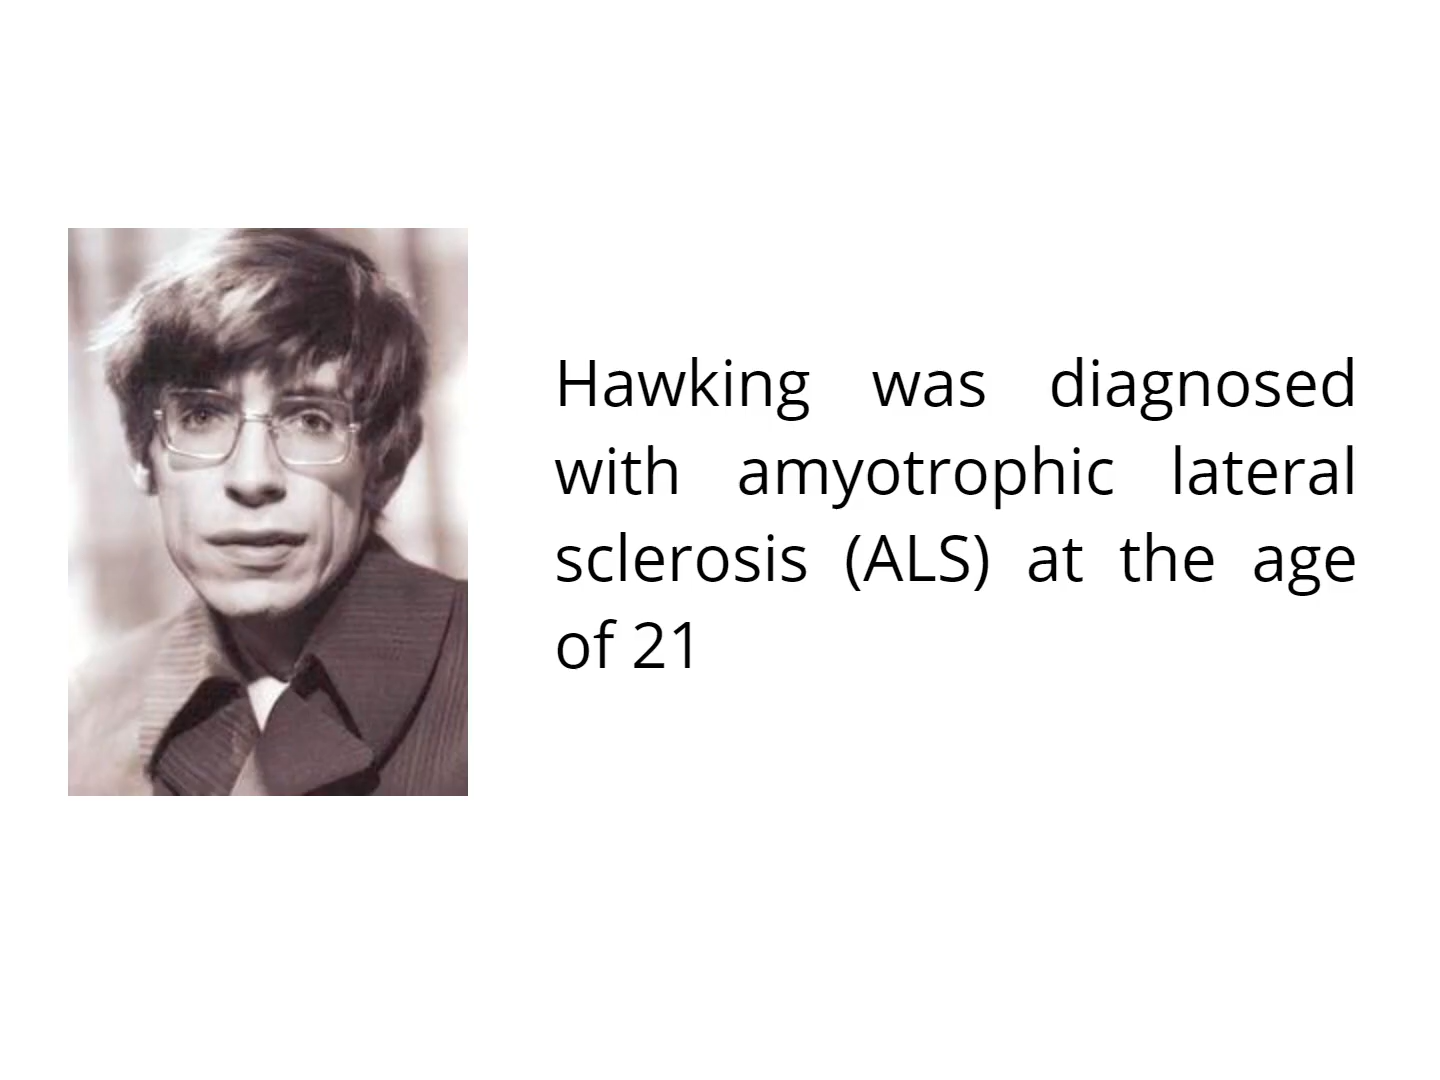 Hawking was diagnosed
with amyotrophic lateral
sclerosis (ALS) at the age
of 21